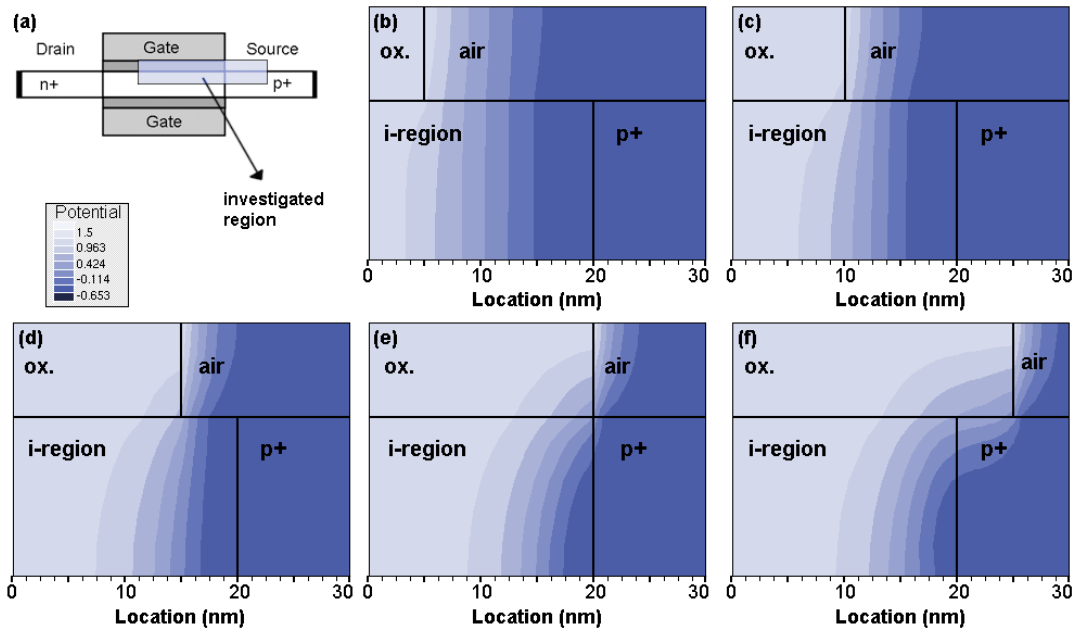 (a)
Drain
Gate
Source
n+
p+
Gate
investigated
region
Potential
1.5
0.963
0.424
-0.114
-0.653
(b)
ox.
air
i-region
p+
0
10
20
30
Location (nm)
(c)
ox.
air
i-region
p+
0
10
20
30
Location (nm)
(d)
ox.
air
i-region
p+
0
10
20
30
Location (nm)
(e)
ox.
air
i-region
p+
0
10
20
30
Location (nm)
(f)
ox.
air
i-region
p+
0
10
20
30
Location (nm)